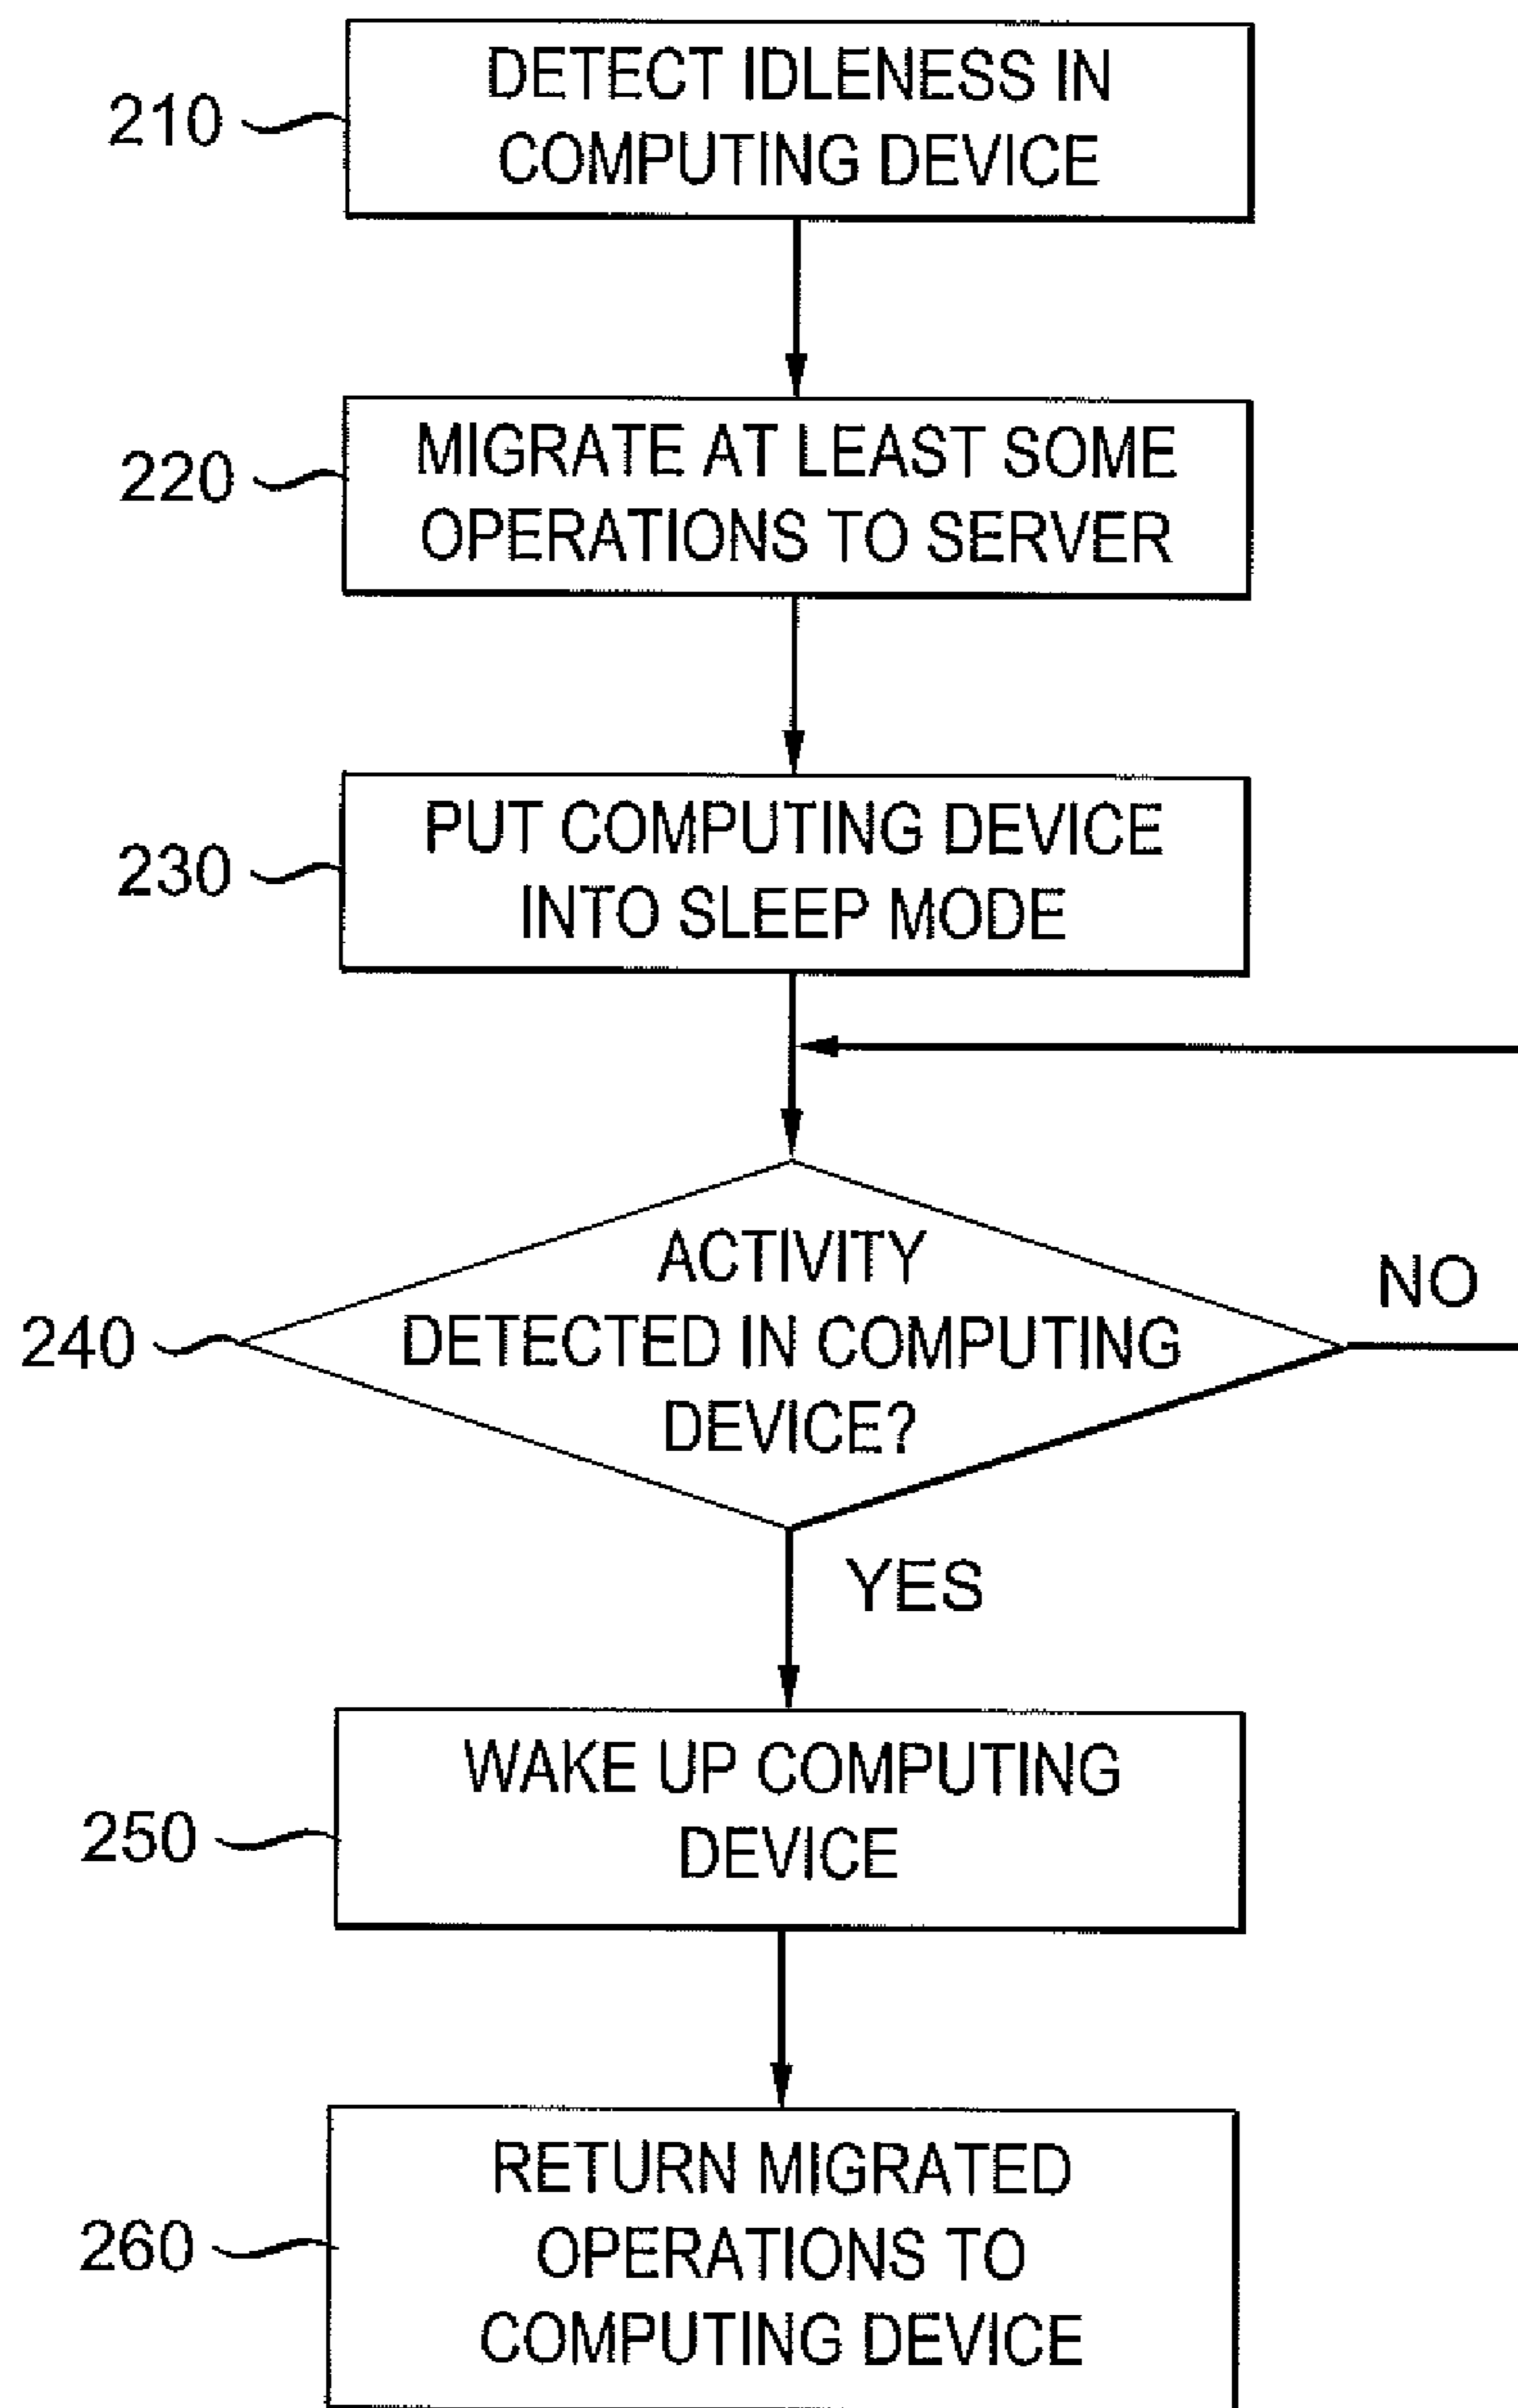 210
DETECT IDLENESS IN
COMPUTING DEVICE
220
MIGRATE AT LEAST SOME
OPERATIONS TO SERVER
230
PUT COMPUTING DEVICE
INTO SLEEP MODE
240
ACTIVITY
DETECTED IN COMPUTING
DEVICE?
NO
YES
250
WAKE UP COMPUTING
DEVICE
260
RETURN MIGRATED
OPERATIONS TO
COMPUTING DEVICE